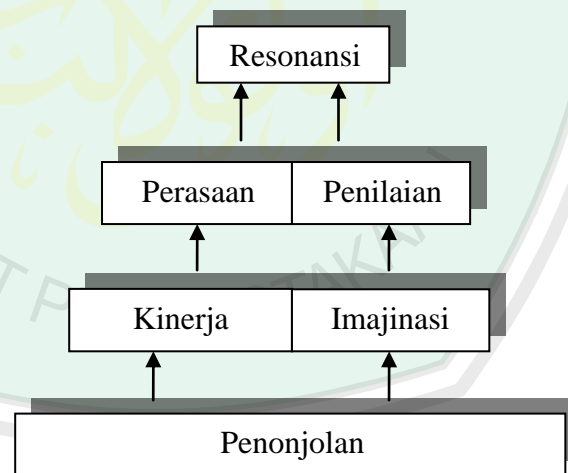 Resonansi
Perasaan Penilaian
Kinerja Imajinasi
Penonjolan